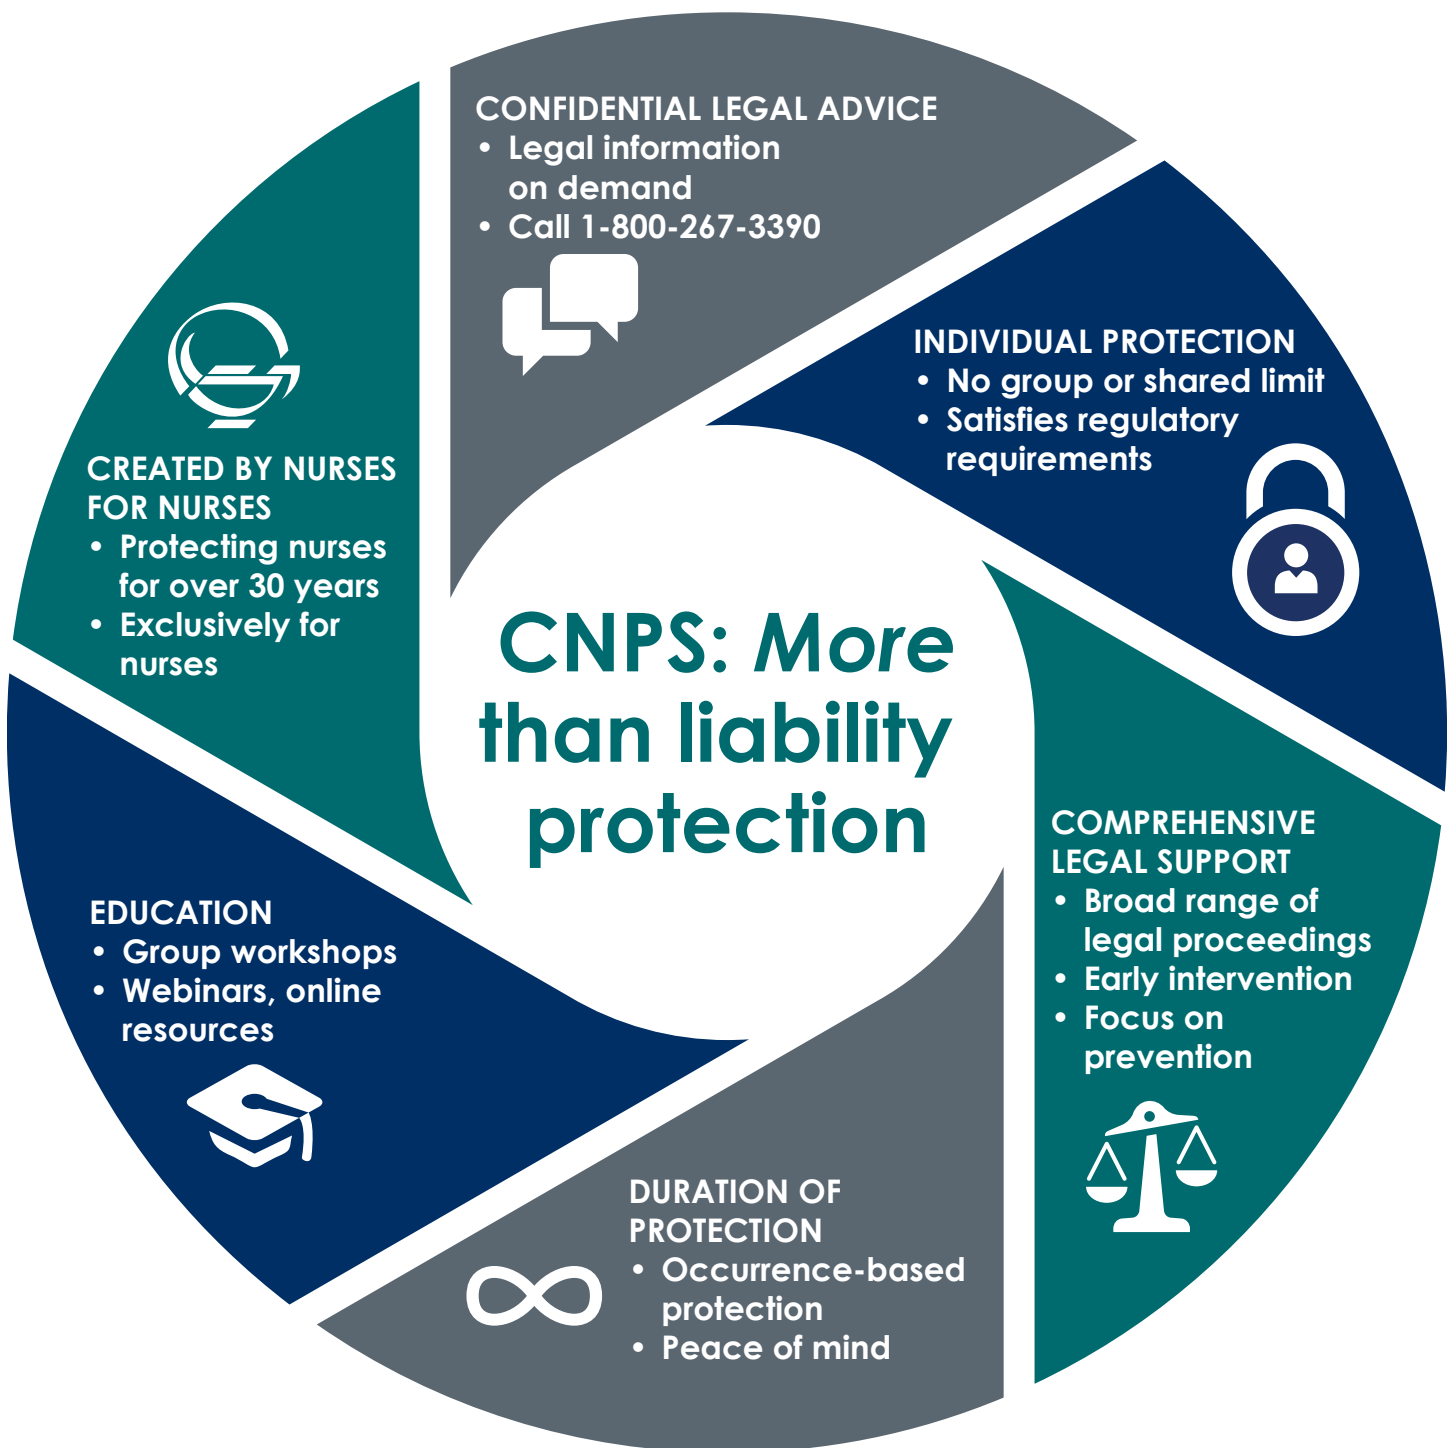 CONFIDENTIAL LEGAL ADVICE
• Legal information
on demand
• Call 1-800-267-3390
INDIVIDUAL PROTECTION
• No group or shared limit
• Satisfies regulatory
requirements
COMPREHENSIVE
LEGAL SUPPORT
• Broad range of
legal proceedings
• Early intervention
• Focus on
prevention
DURATION OF
PROTECTION
• Occurrence-based
protection
• Peace of mind
EDUCATION
• Group workshops
• Webinars, online
resources
CREATED BY NURSES
FOR NURSES
• Protecting nurses
for over 30 years
• Exclusively for
nurses
CNPS: More
than liability
protection